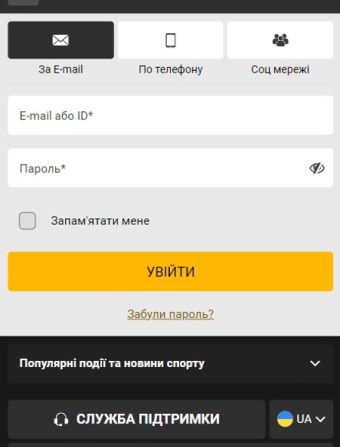 За E-mail
По телефону
Соц мережі
E-mail або ID*
Пароль*
Запам'ятати мене
УВІЙТИ
Забули пароль?
Популярні події та новини спорту
СЛУЖБА ПІДТРИМКИ
UA